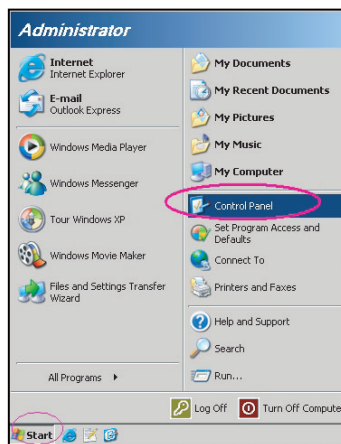 Administrator
Internet
Internet Explorer
E-mail
Outlook Express
Windows Media Player
Windows Messenger
Tour Windows XP
Windows Movie Maker
Files and Settings Transfer
Wizard
All Programs
My Documents
My Recent Documents
My Pictures
My Music
My Computer
Control Panel
Set Program Access and
Defaults
Connect To
Printers and Faxes
Help and Support
Search
Run...
Log Off
Turn Off Compute
Start